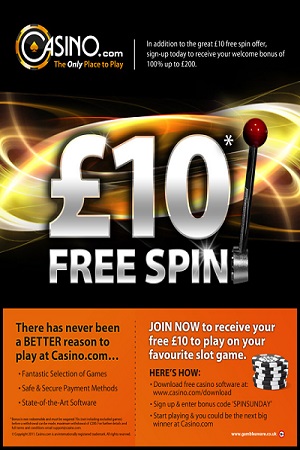 CASINO.com
The Only Place to Play
In addition to the great £10 free spin offer,
sign-up today to receive your welcome bonus of
100% up to £200.
£10*
FREE SPIN
There has never been
a BETTER reason to
play at Casino.com…
• Fantastic Selection of Games
• Safe & Secure Payment Methods
• State-of-the-Art Software
JOIN NOW to receive your
free £10 to play on your
favourite slot game.
HERE'S HOW:
• Download free casino software at:
www.casino.com/download
• Sign up & enter bonus code 'SPINSUNDAY'
• Start playing & you could be the next big
winner at Casino.com